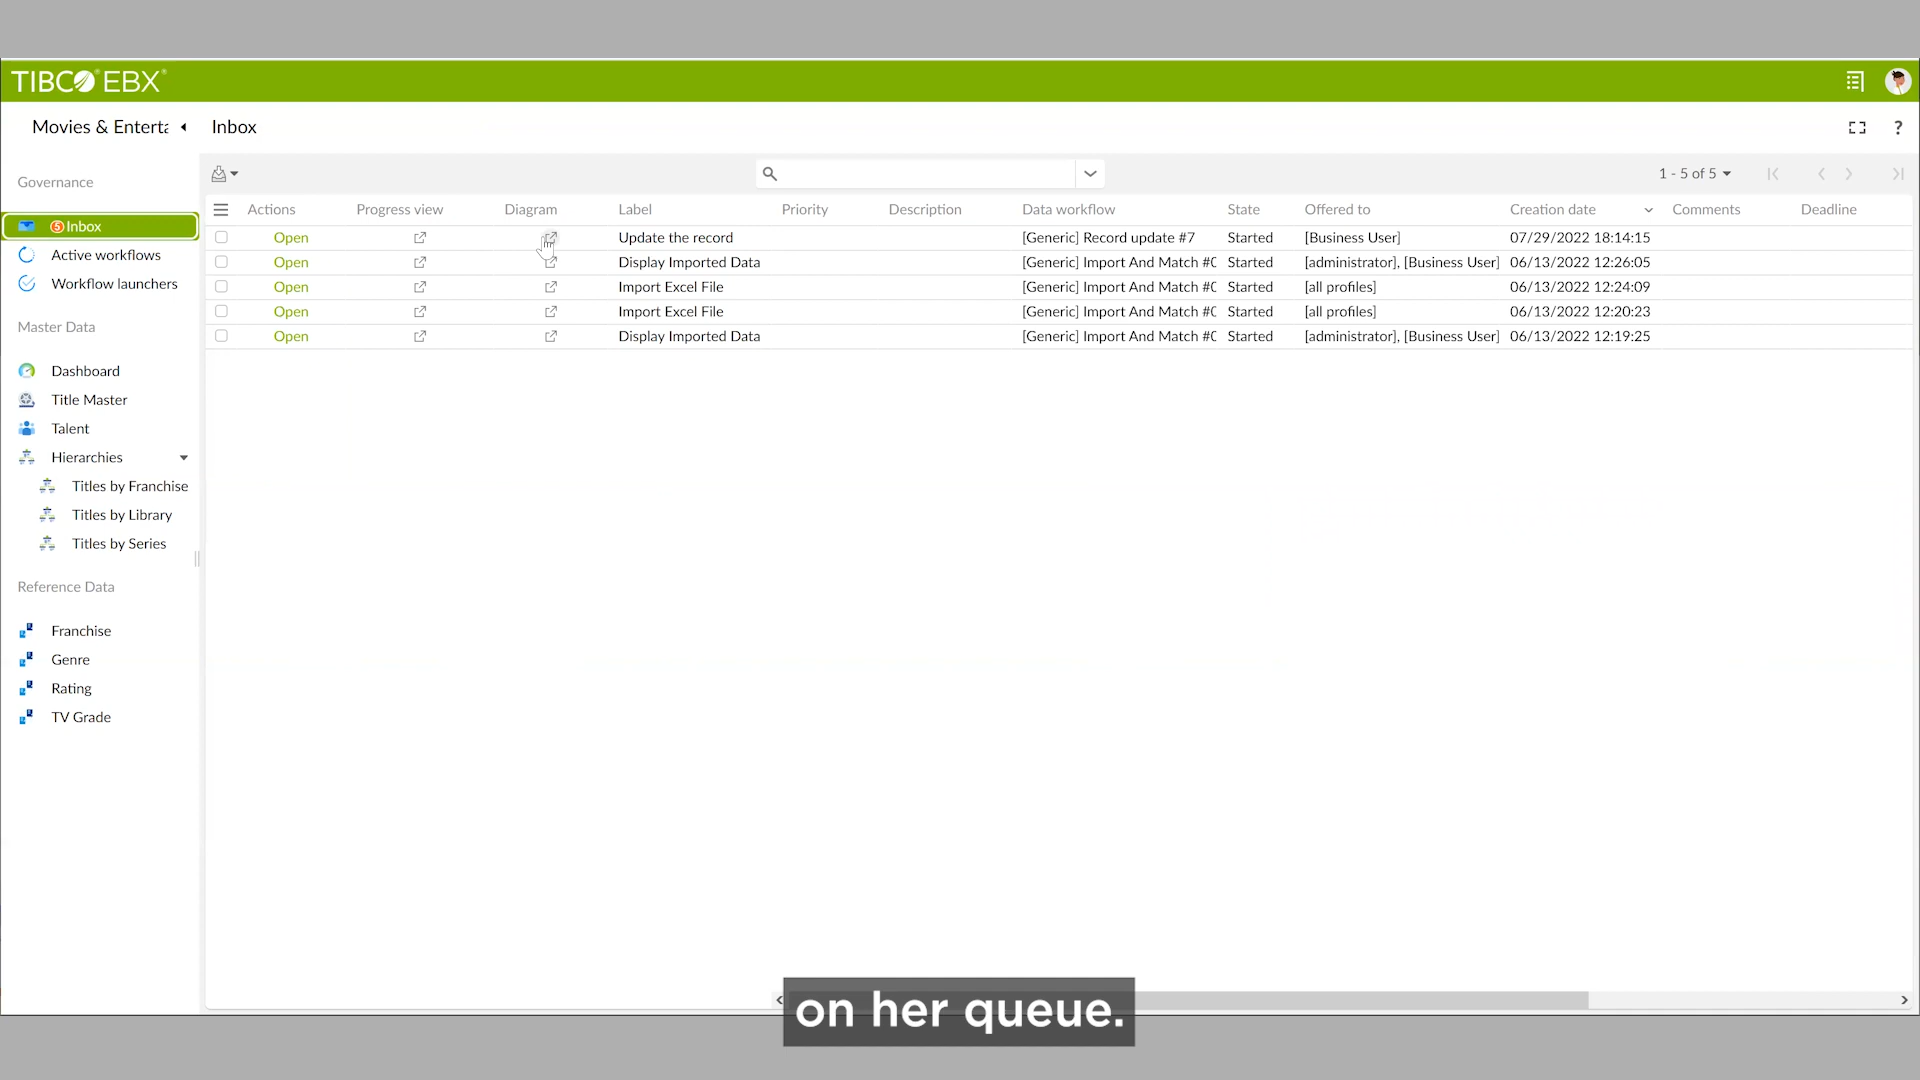 TIBCO® EBX®
Movies & Enterta
Inbox
?
1 - 5 of 5
Governance
5 Inbox
Active workflows
Workflow launchers
Master Data
Dashboard
Title Master
Talent
Hierarchies
Titles by Franchise
Titles by Library
Titles by Series
Reference Data
Franchise
Genre
Rating
TV Grade
Actions Progress view Diagram Label Priority Description Data workflow State Offered to Creation date Comments Deadline
Open Update the record [Generic] Record update #7 Started [Business User] 07/29/2022 18:14:15
Open Display Imported Data [Generic] Import And Match #0 Started [administrator], [Business User] 06/13/2022 12:26:05
Open Import Excel File [Generic] Import And Match #0 Started [all profiles] 06/13/2022 12:24:09
Open Import Excel File [Generic] Import And Match #0 Started [all profiles] 06/13/2022 12:20:23
Open Display Imported Data [Generic] Import And Match #0 Started [administrator], [Business User] 06/13/2022 12:19:25
on her queue.